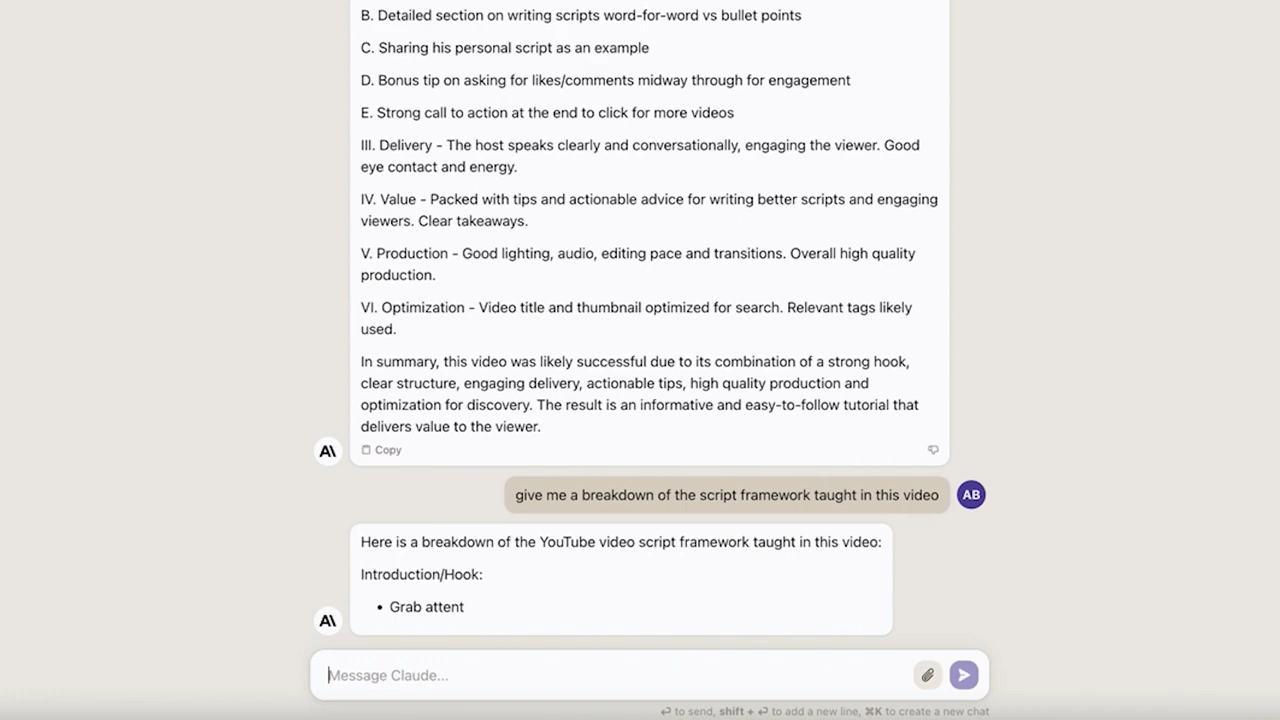 B. Detailed section on writing scripts word-for-word vs bullet points
C. Sharing his personal script as an example
D. Bonus tip on asking for likes/comments midway through for engagement
E. Strong call to action at the end to click for more videos
III. Delivery - The host speaks clearly and conversationally, engaging the viewer. Good
eye contact and energy.
IV. Value - Packed with tips and actionable advice for writing better scripts and engaging
viewers. Clear takeaways.
V. Production - Good lighting, audio, editing pace and transitions. Overall high quality
production.
VI. Optimization - Video title and thumbnail optimized for search. Relevant tags likely
used.
In summary, this video was likely successful due to its combination of a strong hook,
clear structure, engaging delivery, actionable tips, high quality production and
optimization for discovery. The result is an informative and easy-to-follow tutorial that
delivers value to the viewer.
A\
Copy
give me a breakdown of the script framework taught in this video
AB
Here is a breakdown of the YouTube video script framework taught in this video:
Introduction/Hook:
• Grab attent
A\
Message Claude...
↵ to send, shift + ↵ to add a new line, ⌘K to create a new chat